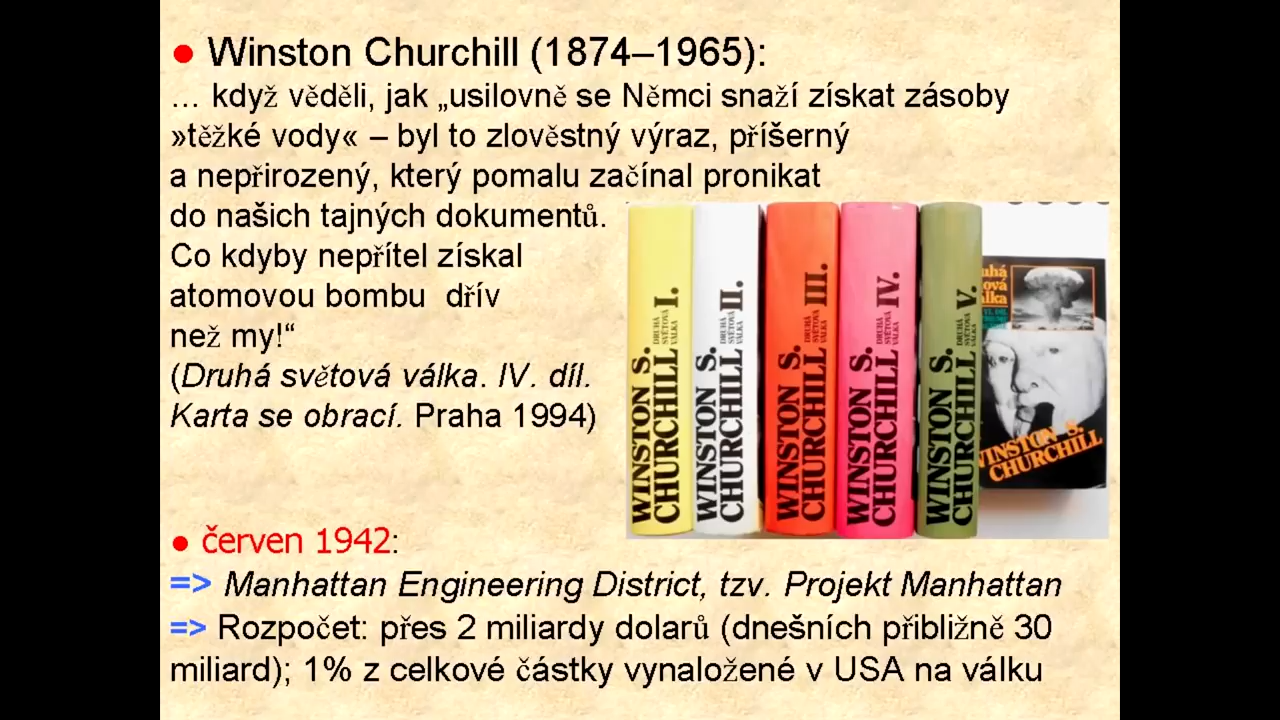 ● Winston Churchill (1874–1965):
… když věděli, jak „usilovně se Němci snaží získat zásoby
»těžké vody« – byl to zlověstný výraz, příšerný
a nepřirozený, který pomalu začínal pronikat
do našich tajných dokumentů.
Co kdyby nepřítel získal
atomovou bombu dřív
než my!“
(Druhá světová válka. IV. díl.
Karta se obrací. Praha 1994)
WINSTON S.
CHURCHILL
DRUHÁ
SVĚTOVÁ
VÁLKA
I.
WINSTON S.
CHURCHILL
DRUHÁ
SVĚTOVÁ
VÁLKA
II.
WINSTON S.
CHURCHILL
DRUHÁ
SVĚTOVÁ
VÁLKA
III.
WINSTON S.
CHURCHILL
DRUHÁ
SVĚTOVÁ
VÁLKA
IV.
WINSTON S.
CHURCHILL
DRUHÁ
SVĚTOVÁ
VÁLKA
V.
WINSTON S.
CHURCHILL
● červen 1942:
=> Manhattan Engineering District, tzv. Projekt Manhattan
=> Rozpočet: přes 2 miliardy dolarů (dnešních přibližně 30
miliard); 1% z celkové částky vynaložené v USA na válku